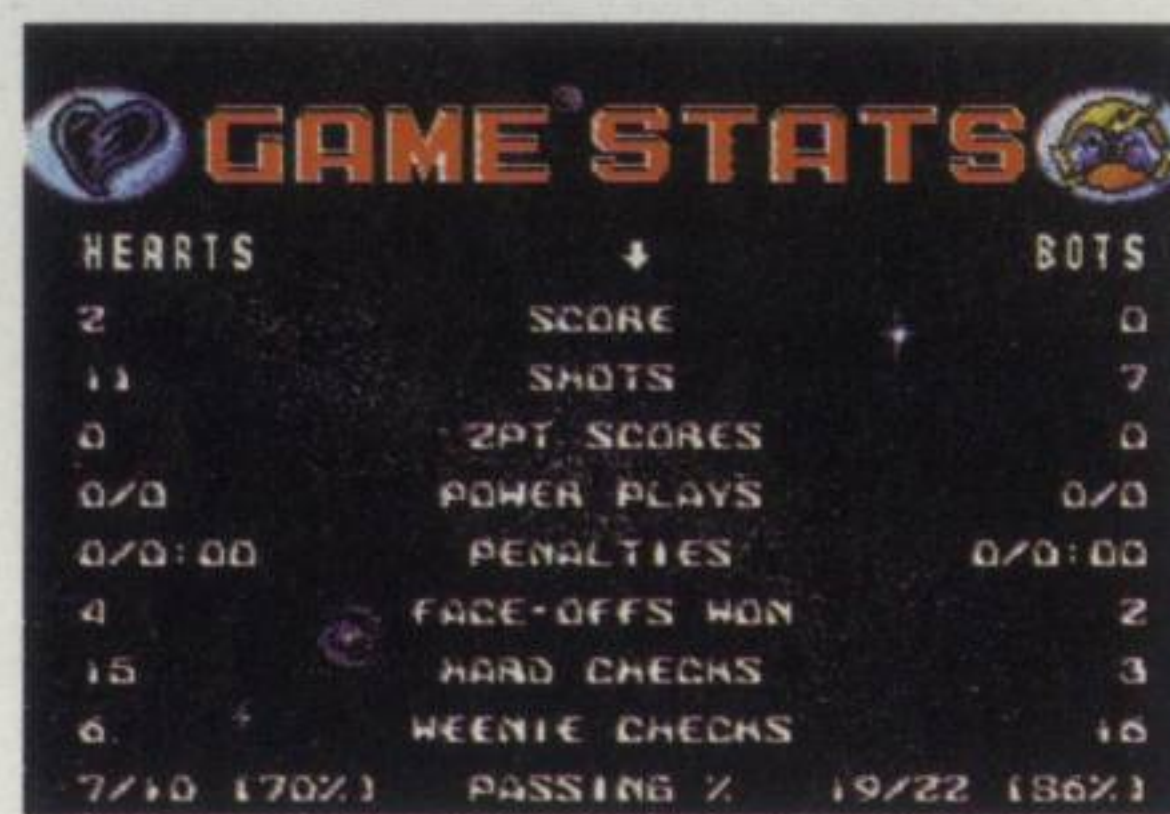 GAME STATS
HEARTS BOTS
2 SCORE 0
11 SHOTS 7
0 2PT SCORES 0
0/0 POWER PLAYS 0/0
0/0:00 PENALTIES 0/0:00
4 FACE-OFFS WON 2
15 HARD CHECKS 3
6 WEENIE CHECKS 16
7/10 (70%) PASSING % 19/22 (86%)